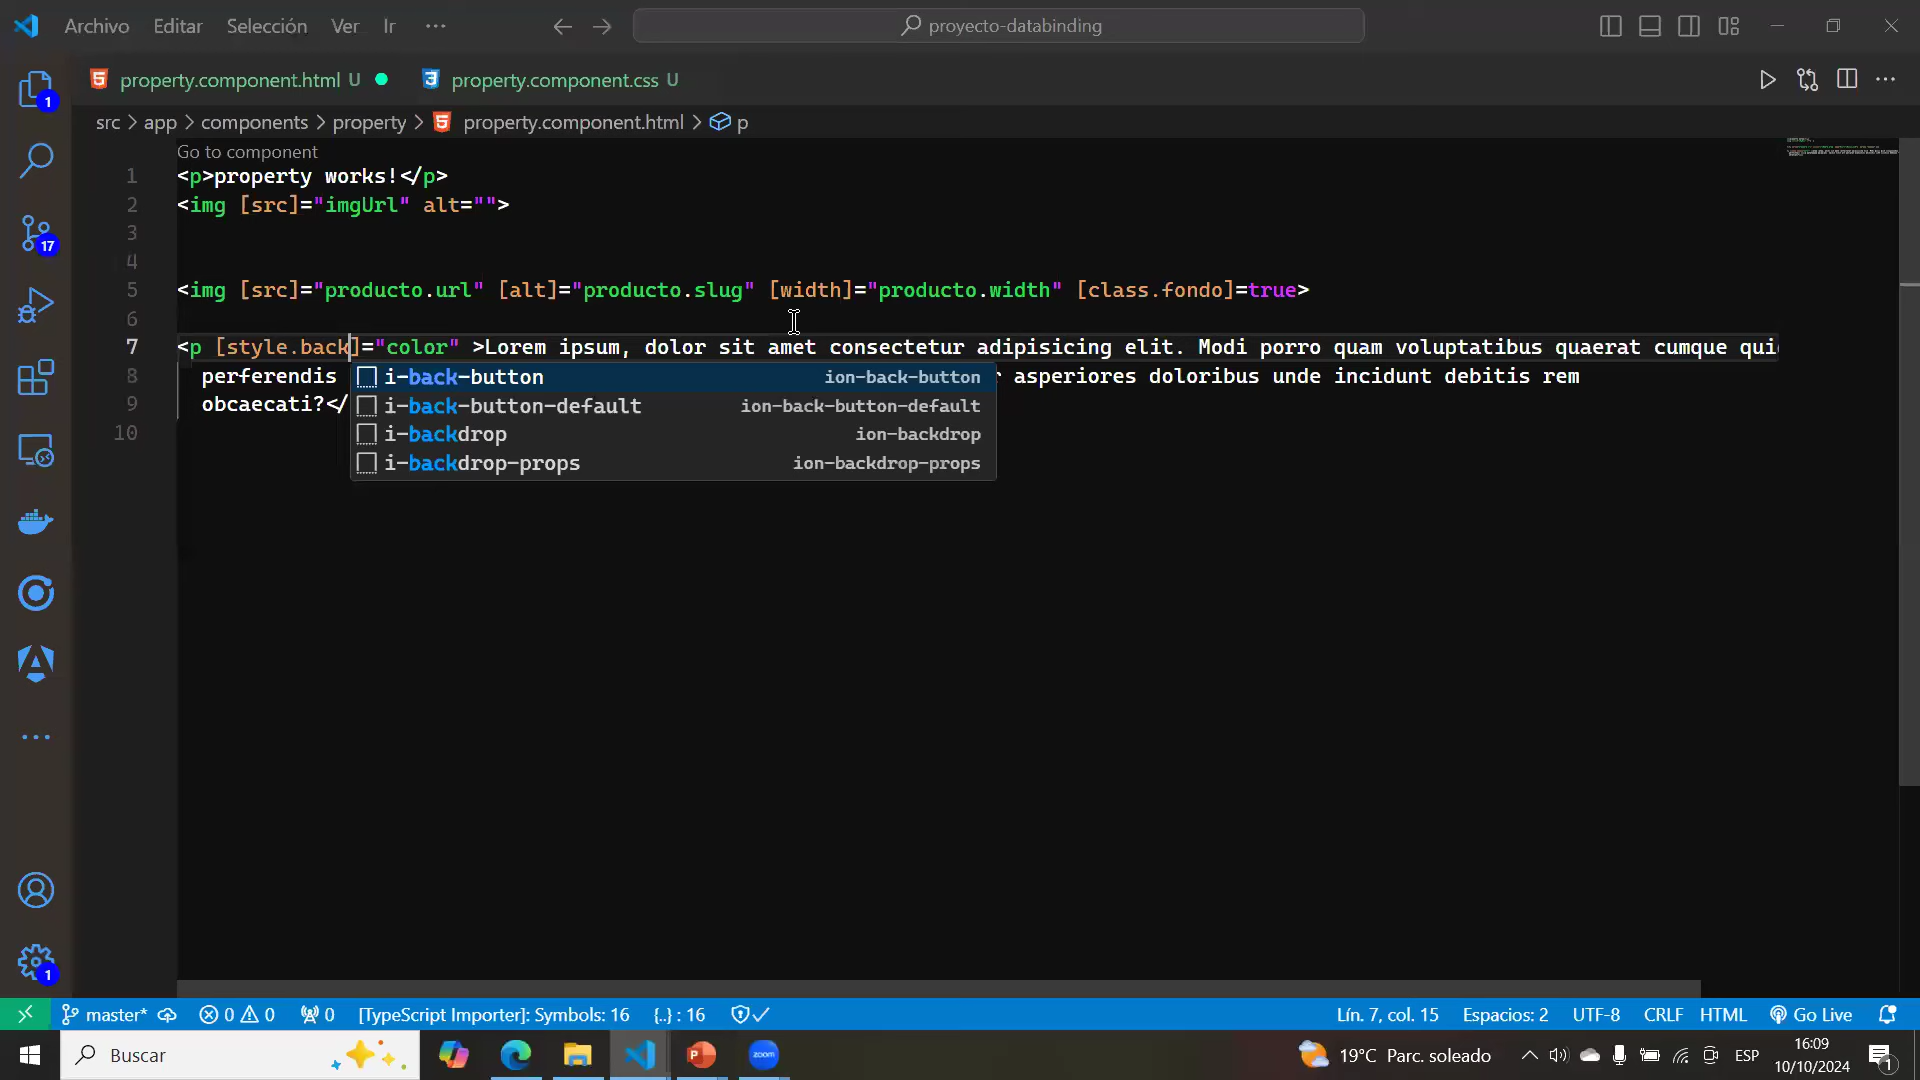 Archivo Editar Selección Ver Ir ··· proyecto-databinding
property.component.html U property.component.css U
src > app > components > property > property.component.html > p
Go to component
1 <p>property works!</p>
2 <img [src]="imgUrl" alt="">
3
4
5 <img [src]="producto.url" [alt]="producto.slug" [width]="producto.width" [class.fondo]=true>
6
7 <p [style.back]="color" >Lorem ipsum, dolor sit amet consectetur adipisicing elit. Modi porro quam voluptatibus quaerat cumque qui
8 perferendis r asperiores doloribus unde incidunt debitis rem
9 obcaecati?</
10
i-back-button ion-back-button
i-back-button-default ion-back-button-default
i-backdrop ion-backdrop
i-backdrop-props ion-backdrop-props
1
17
1
master* 0 0 0 [TypeScript Importer]: Symbols: 16 {..} : 16 Lín. 7, col. 15 Espacios: 2 UTF-8 CRLF HTML Go Live
Buscar zoom 19°C Parc. soleado ESP 16:09 10/10/2024 1